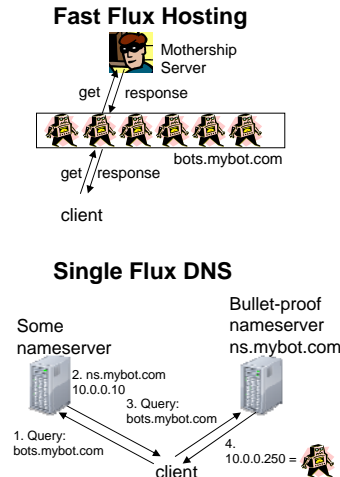 Fast Flux Hosting
Mothership
Server
get response
bots.mybot.com
get response
client
Single Flux DNS
Some
nameserver
Bullet-proof
nameserver
ns.mybot.com
2. ns.mybot.com
10.0.0.10
3. Query:
bots.mybot.com
1. Query:
bots.mybot.com
4.
10.0.0.250 =
client